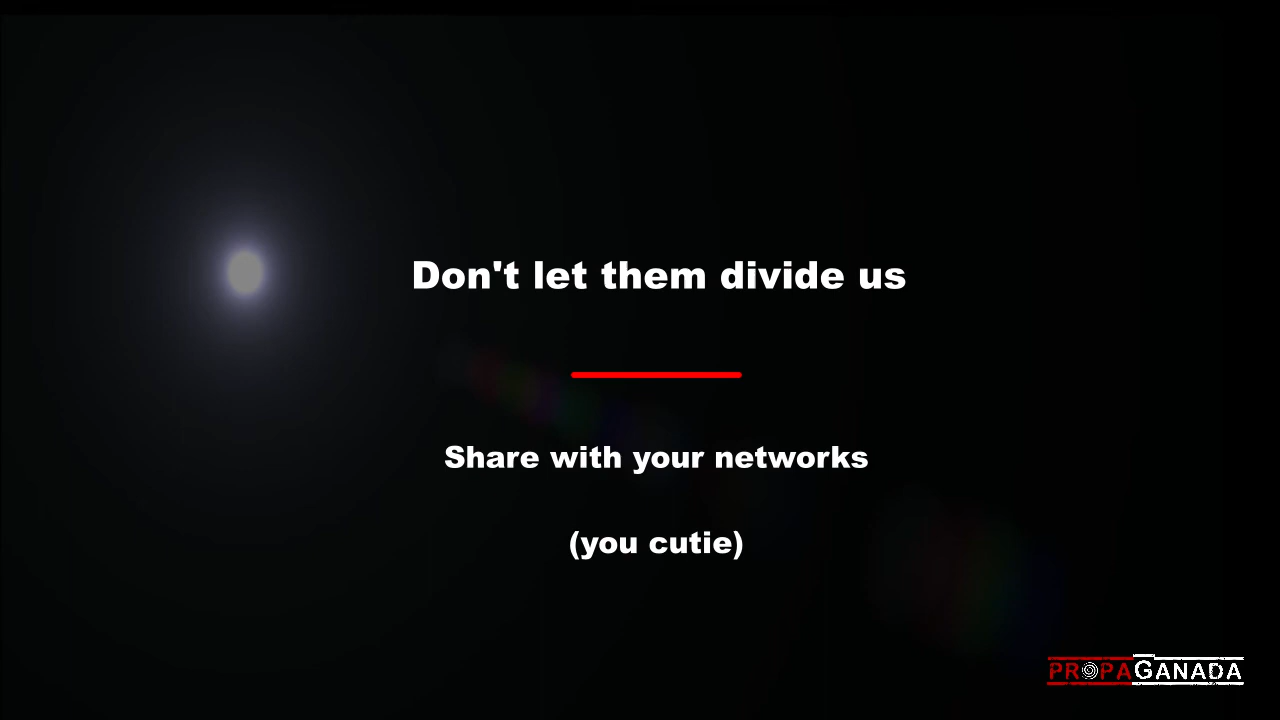 Don't let them divide us
Share with your networks
(you cutie)
PROPAGANADA